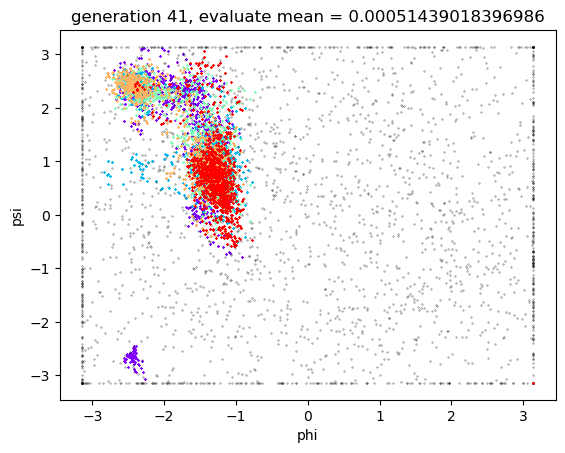 generation 41, evaluate mean = 0.00051439018396986
3
2
1
0
−1
−2
−3
psi
−3 −2 −1 0 1 2 3
phi